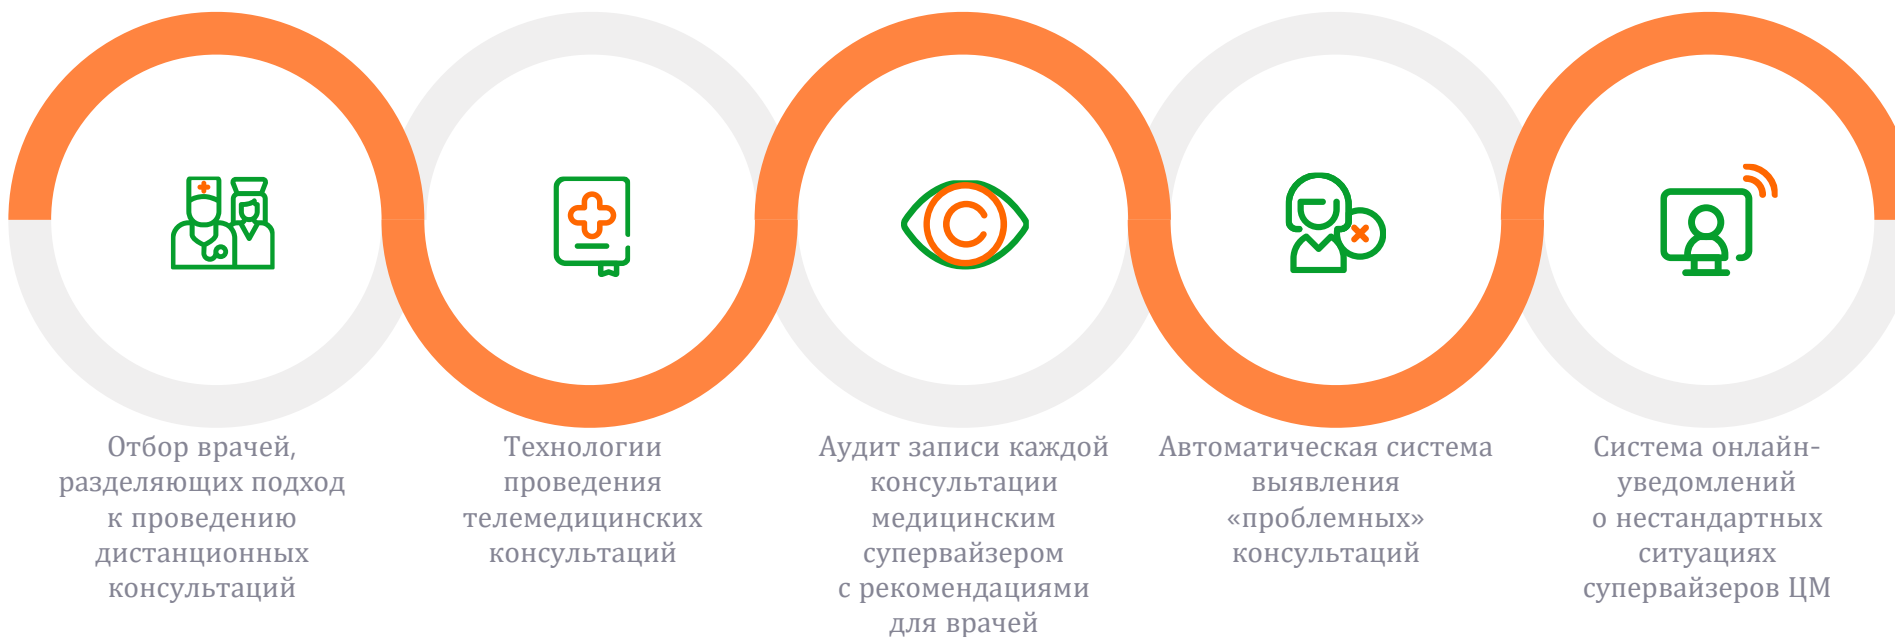 Отбор врачей,
разделяющих подход
к проведению
дистанционных
консультаций
Технологии
проведения
телемедицинских
консультаций
Аудит записи каждой
консультации
медицинским
супервайзером
с рекомендациями
для врачей
Автоматическая система
выявления
«проблемных»
консультаций
Система онлайн-
уведомлений
о нестандартных
ситуациях
супервайзеров ЦМ